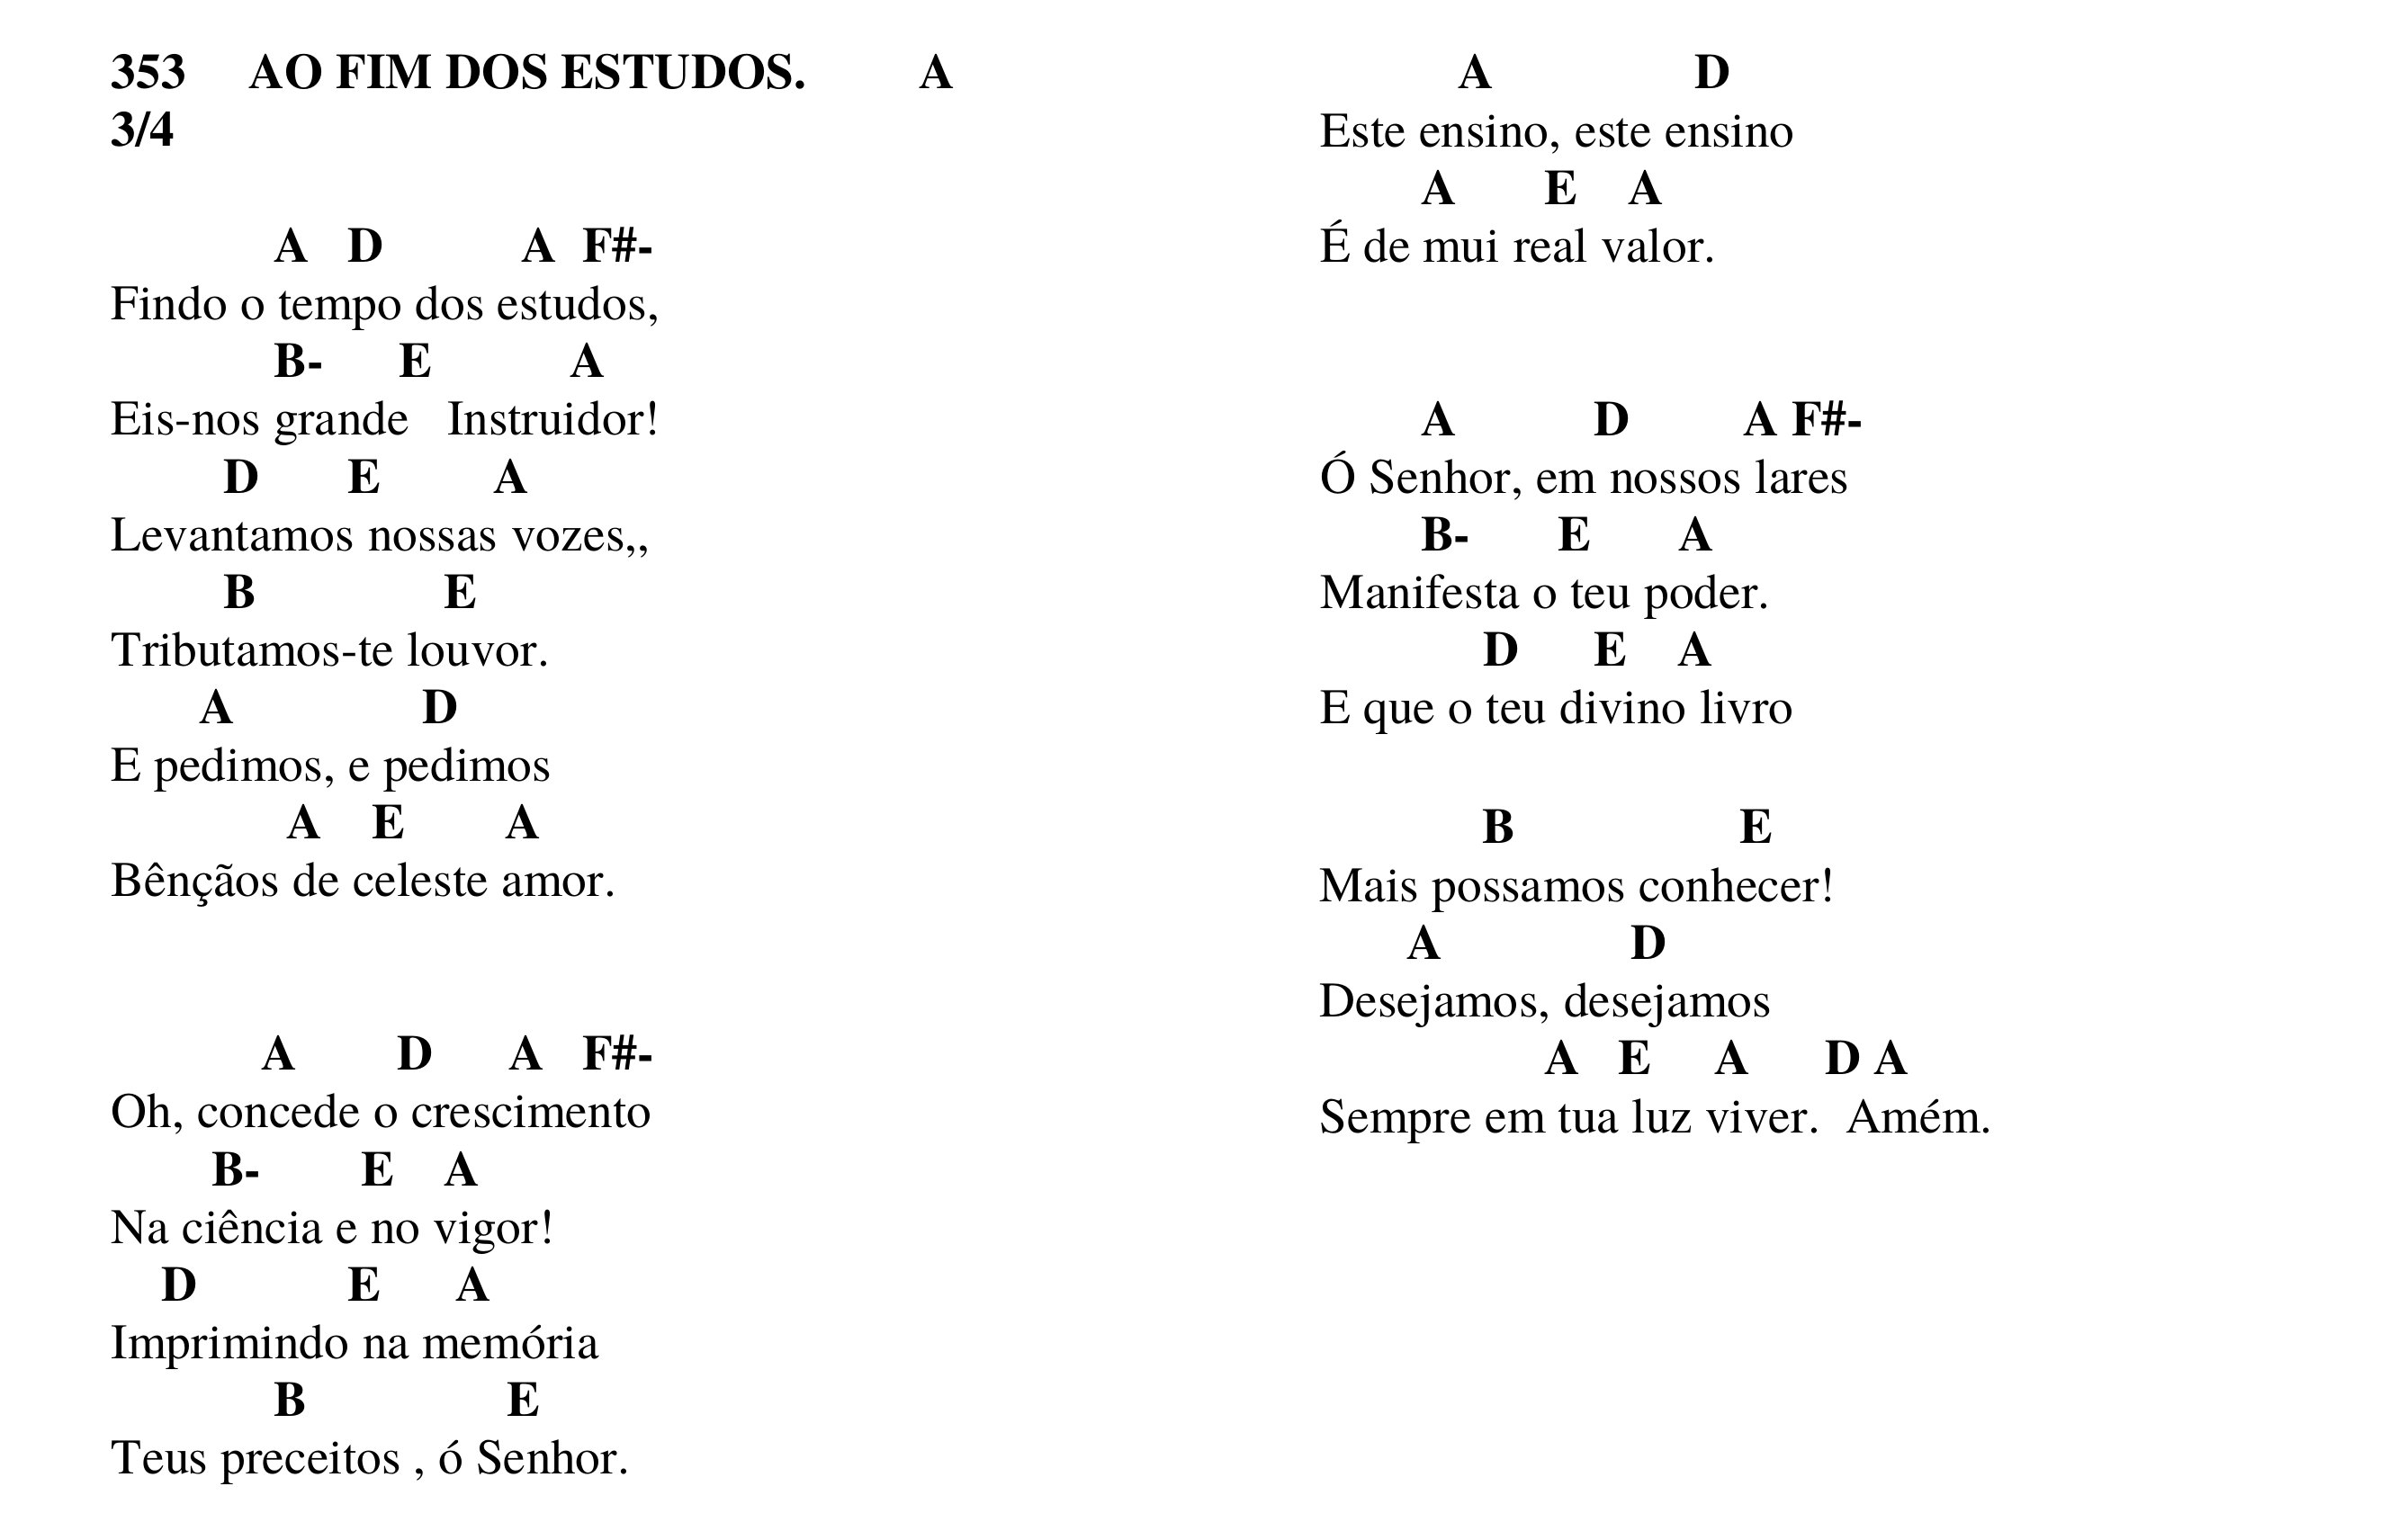 353 AO FIM DOS ESTUDOS. A
3/4
A D A F#-
Findo o tempo dos estudos,
B- E A
Eis-nos grande Instruidor!
D E A
Levantamos nossas vozes,,
B E
Tributamos-te louvor.
A D
E pedimos, e pedimos
A E A
Bênçãos de celeste amor.
A D A F#-
Oh, concede o crescimento
B- E A
Na ciência e no vigor!
D E A
Imprimindo na memória
B E
Teus preceitos , ó Senhor.
A D
Este ensino, este ensino
A E A
É de mui real valor.
A D A F#-
Ó Senhor, em nossos lares
B- E A
Manifesta o teu poder.
D E A
E que o teu divino livro
B E
Mais possamos conhecer!
A D
Desejamos, desejamos
A E A D A
Sempre em tua luz viver. Amém.